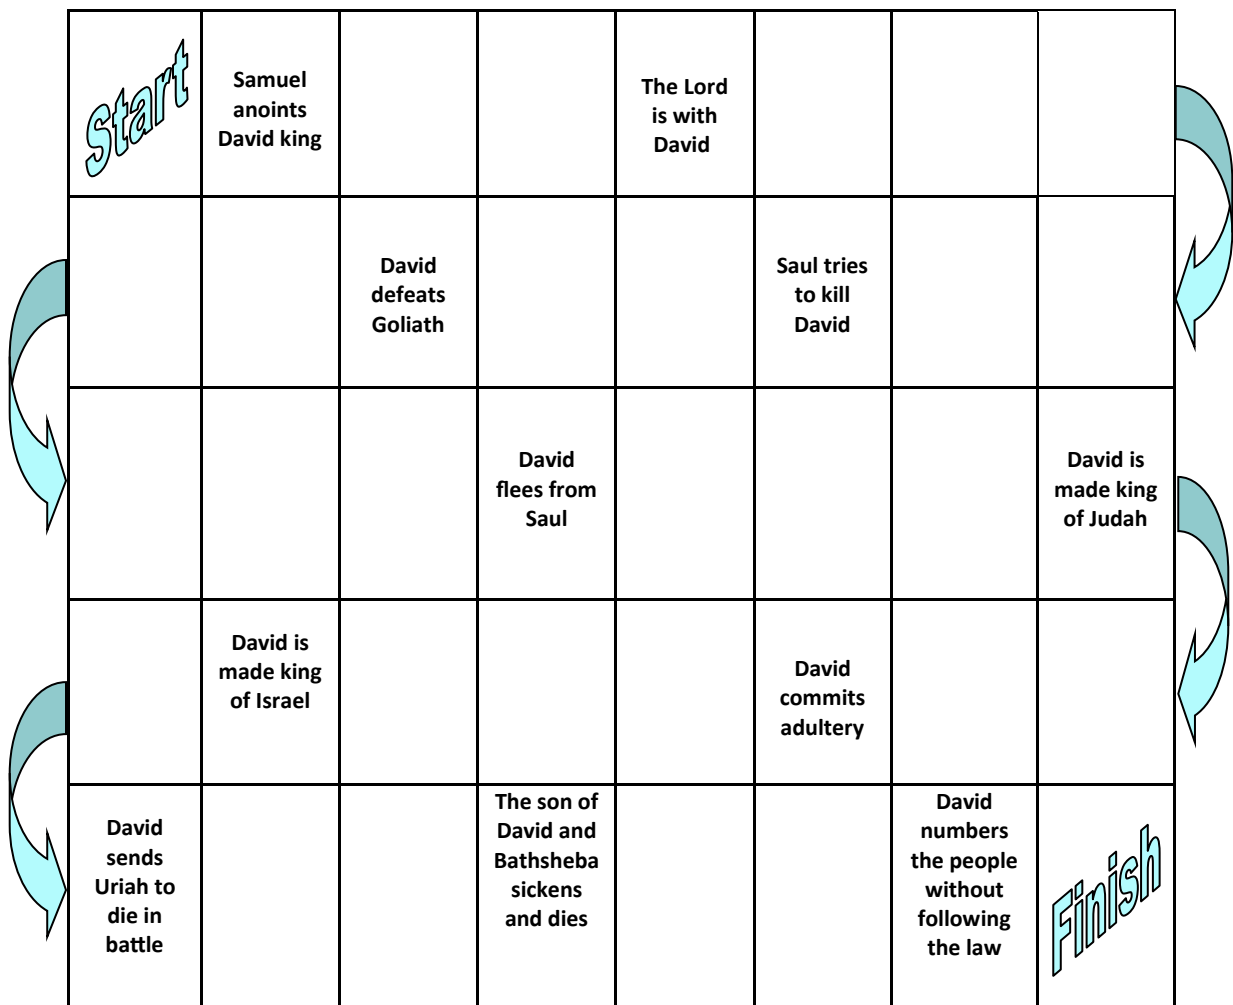 Start
Samuel
anoints
David king
The Lord
is with
David
David
defeats
Goliath
Saul tries
to kill
David
David
flees from
Saul
David is
made king
of Judah
David is
made king
of Israel
David
commits
adultery
David
sends
Uriah to
die in
battle
The son of
David and
Bathsheba
sickens
and dies
David
numbers
the people
without
following
the law
Finish